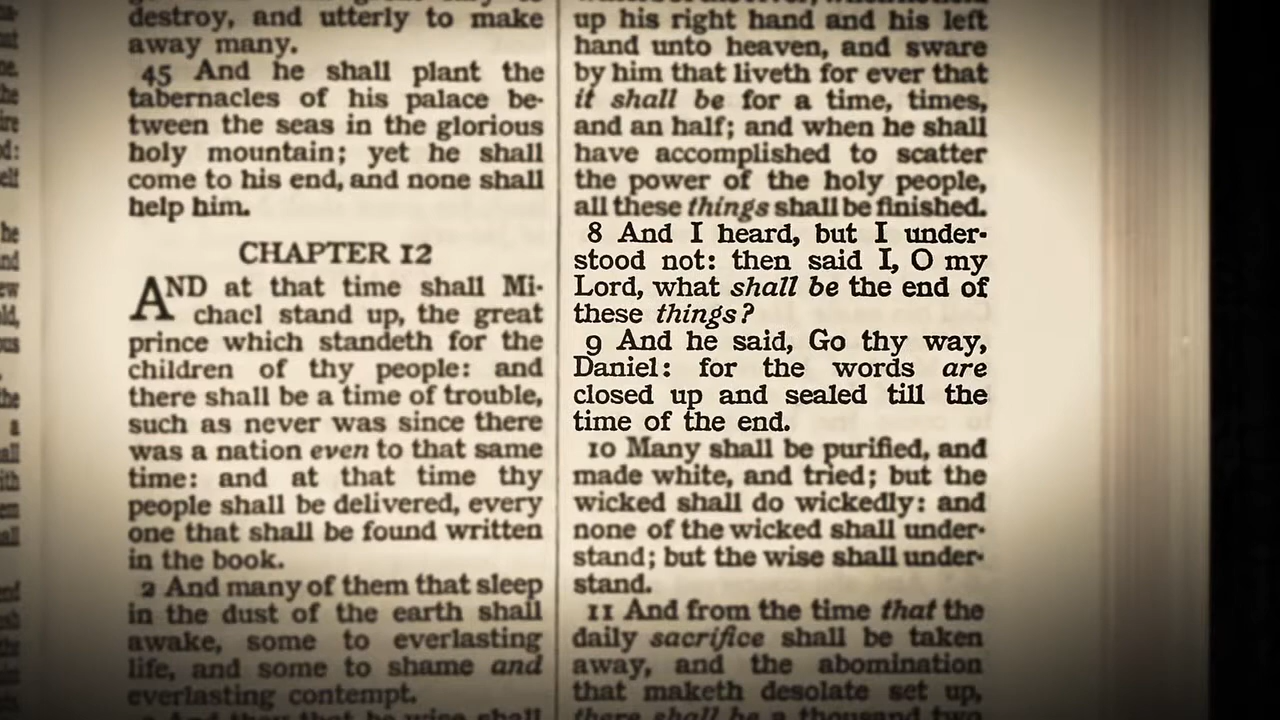 destroy, and utterly to make
away many.
45 And he shall plant the
tabernacles of his palace be-
tween the seas in the glorious
holy mountain; yet he shall
come to his end, and none shall
help him.
CHAPTER 12
AND at that time shall Mi-
chael stand up, the great
prince which standeth for the
children of thy people: and
there shall be a time of trouble,
such as never was since there
was a nation even to that same
time: and at that time thy
people shall be delivered, every
one that shall be found written
in the book.
2 And many of them that sleep
in the dust of the earth shall
awake, some to everlasting
life, and some to shame and
everlasting contempt.
up his right hand and his left
hand unto heaven, and sware
by him that liveth for ever that
it shall be for a time, times,
and an half; and when he shall
have accomplished to scatter
the power of the holy people,
all these things shall be finished.
8 And I heard, but I under-
stood not: then said I, O my
Lord, what shall be the end of
these things?
9 And he said, Go thy way,
Daniel: for the words are
closed up and sealed till the
time of the end.
10 Many shall be purified, and
made white, and tried; but the
wicked shall do wickedly: and
none of the wicked shall under-
stand; but the wise shall under-
stand.
11 And from the time that the
daily sacrifice shall be taken
away, and the abomination
that maketh desolate set up,
there shall be a thousand two